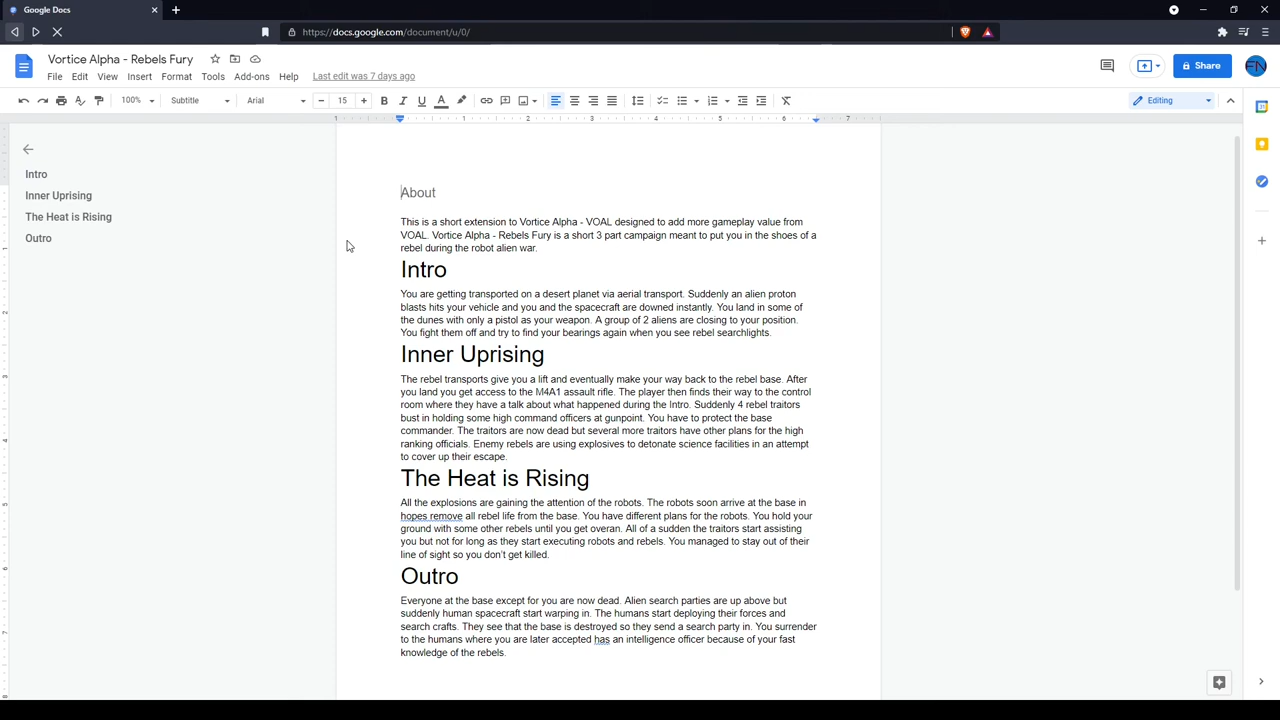 Google Docs
https://docs.google.com/document/u/0/
Vortice Alpha - Rebels Fury
Share
FN
File Edit View Insert Format Tools Add-ons Help Last edit was 7 days ago
100% Subtitle Arial 15 B I U A Editing
1 1 2 3 4 5 6 7
Intro
Inner Uprising
The Heat is Rising
Outro
About
This is a short extension to Vortice Alpha - VOAL designed to add more gameplay value from
VOAL. Vortice Alpha - Rebels Fury is a short 3 part campaign meant to put you in the shoes of a
rebel during the robot alien war.
Intro
You are getting transported on a desert planet via aerial transport. Suddenly an alien proton
blasts hits your vehicle and you and the spacecraft are downed instantly. You land in some of
the dunes with only a pistol as your weapon. A group of 2 aliens are closing to your position.
You fight them off and try to find your bearings again when you see rebel searchlights.
Inner Uprising
The rebel transports give you a lift and eventually make your way back to the rebel base. After
you land you get access to the M4A1 assault rifle. The player then finds their way to the control
room where they have a talk about what happened during the Intro. Suddenly 4 rebel traitors
bust in holding some high command officers at gunpoint. You have to protect the base
commander. The traitors are now dead but several more traitors have other plans for the high
ranking officials. Enemy rebels are using explosives to detonate science facilities in an attempt
to cover up their escape.
The Heat is Rising
All the explosions are gaining the attention of the robots. The robots soon arrive at the base in
hopes remove all rebel life from the base. You have different plans for the robots. You hold your
ground with some other rebels until you get overan. All of a sudden the traitors start assisting
you but not for long as they start executing robots and rebels. You managed to stay out of their
line of sight so you don't get killed.
Outro
Everyone at the base except for you are now dead. Alien search parties are up above but
suddenly human spacecraft start warping in. The humans start deploying their forces and
search crafts. They see that the base is destroyed so they send a search party in. You surrender
to the humans where you are later accepted has an intelligence officer because of your fast
knowledge of the rebels.